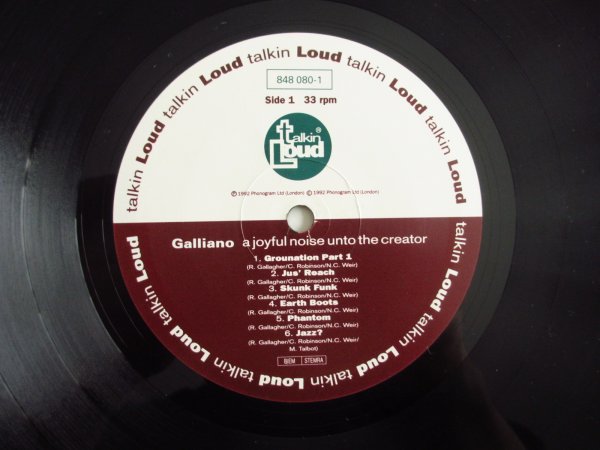 talkin Loud talkin Loud talkin Loud talkin Loud talkin Loud talkin Loud talkin Loud talkin Loud
848 080-1
Side 1 33 rpm
talkin®
Loud
℗ 1992 Phonogram Ltd (London) © 1992 Phonogram Ltd (London)
Galliano a joyful noise unto the creator
1. Grounation Part 1
(R. Gallagher/C. Robinson/N.C. Weir)
2. Jus' Reach
(R. Gallagher/C. Robinson/N.C. Weir)
3. Skunk Funk
(R. Gallagher/C. Robinson/N.C. Weir)
4. Earth Boots
(R. Gallagher/C. Robinson/N.C. Weir)
5. Phantom
(R. Gallagher/C. Robinson/N.C. Weir)
6. Jazz?
(R. Gallagher/C. Robinson/N.C. Weir/
M. Talbot)
BIEM STEMRA